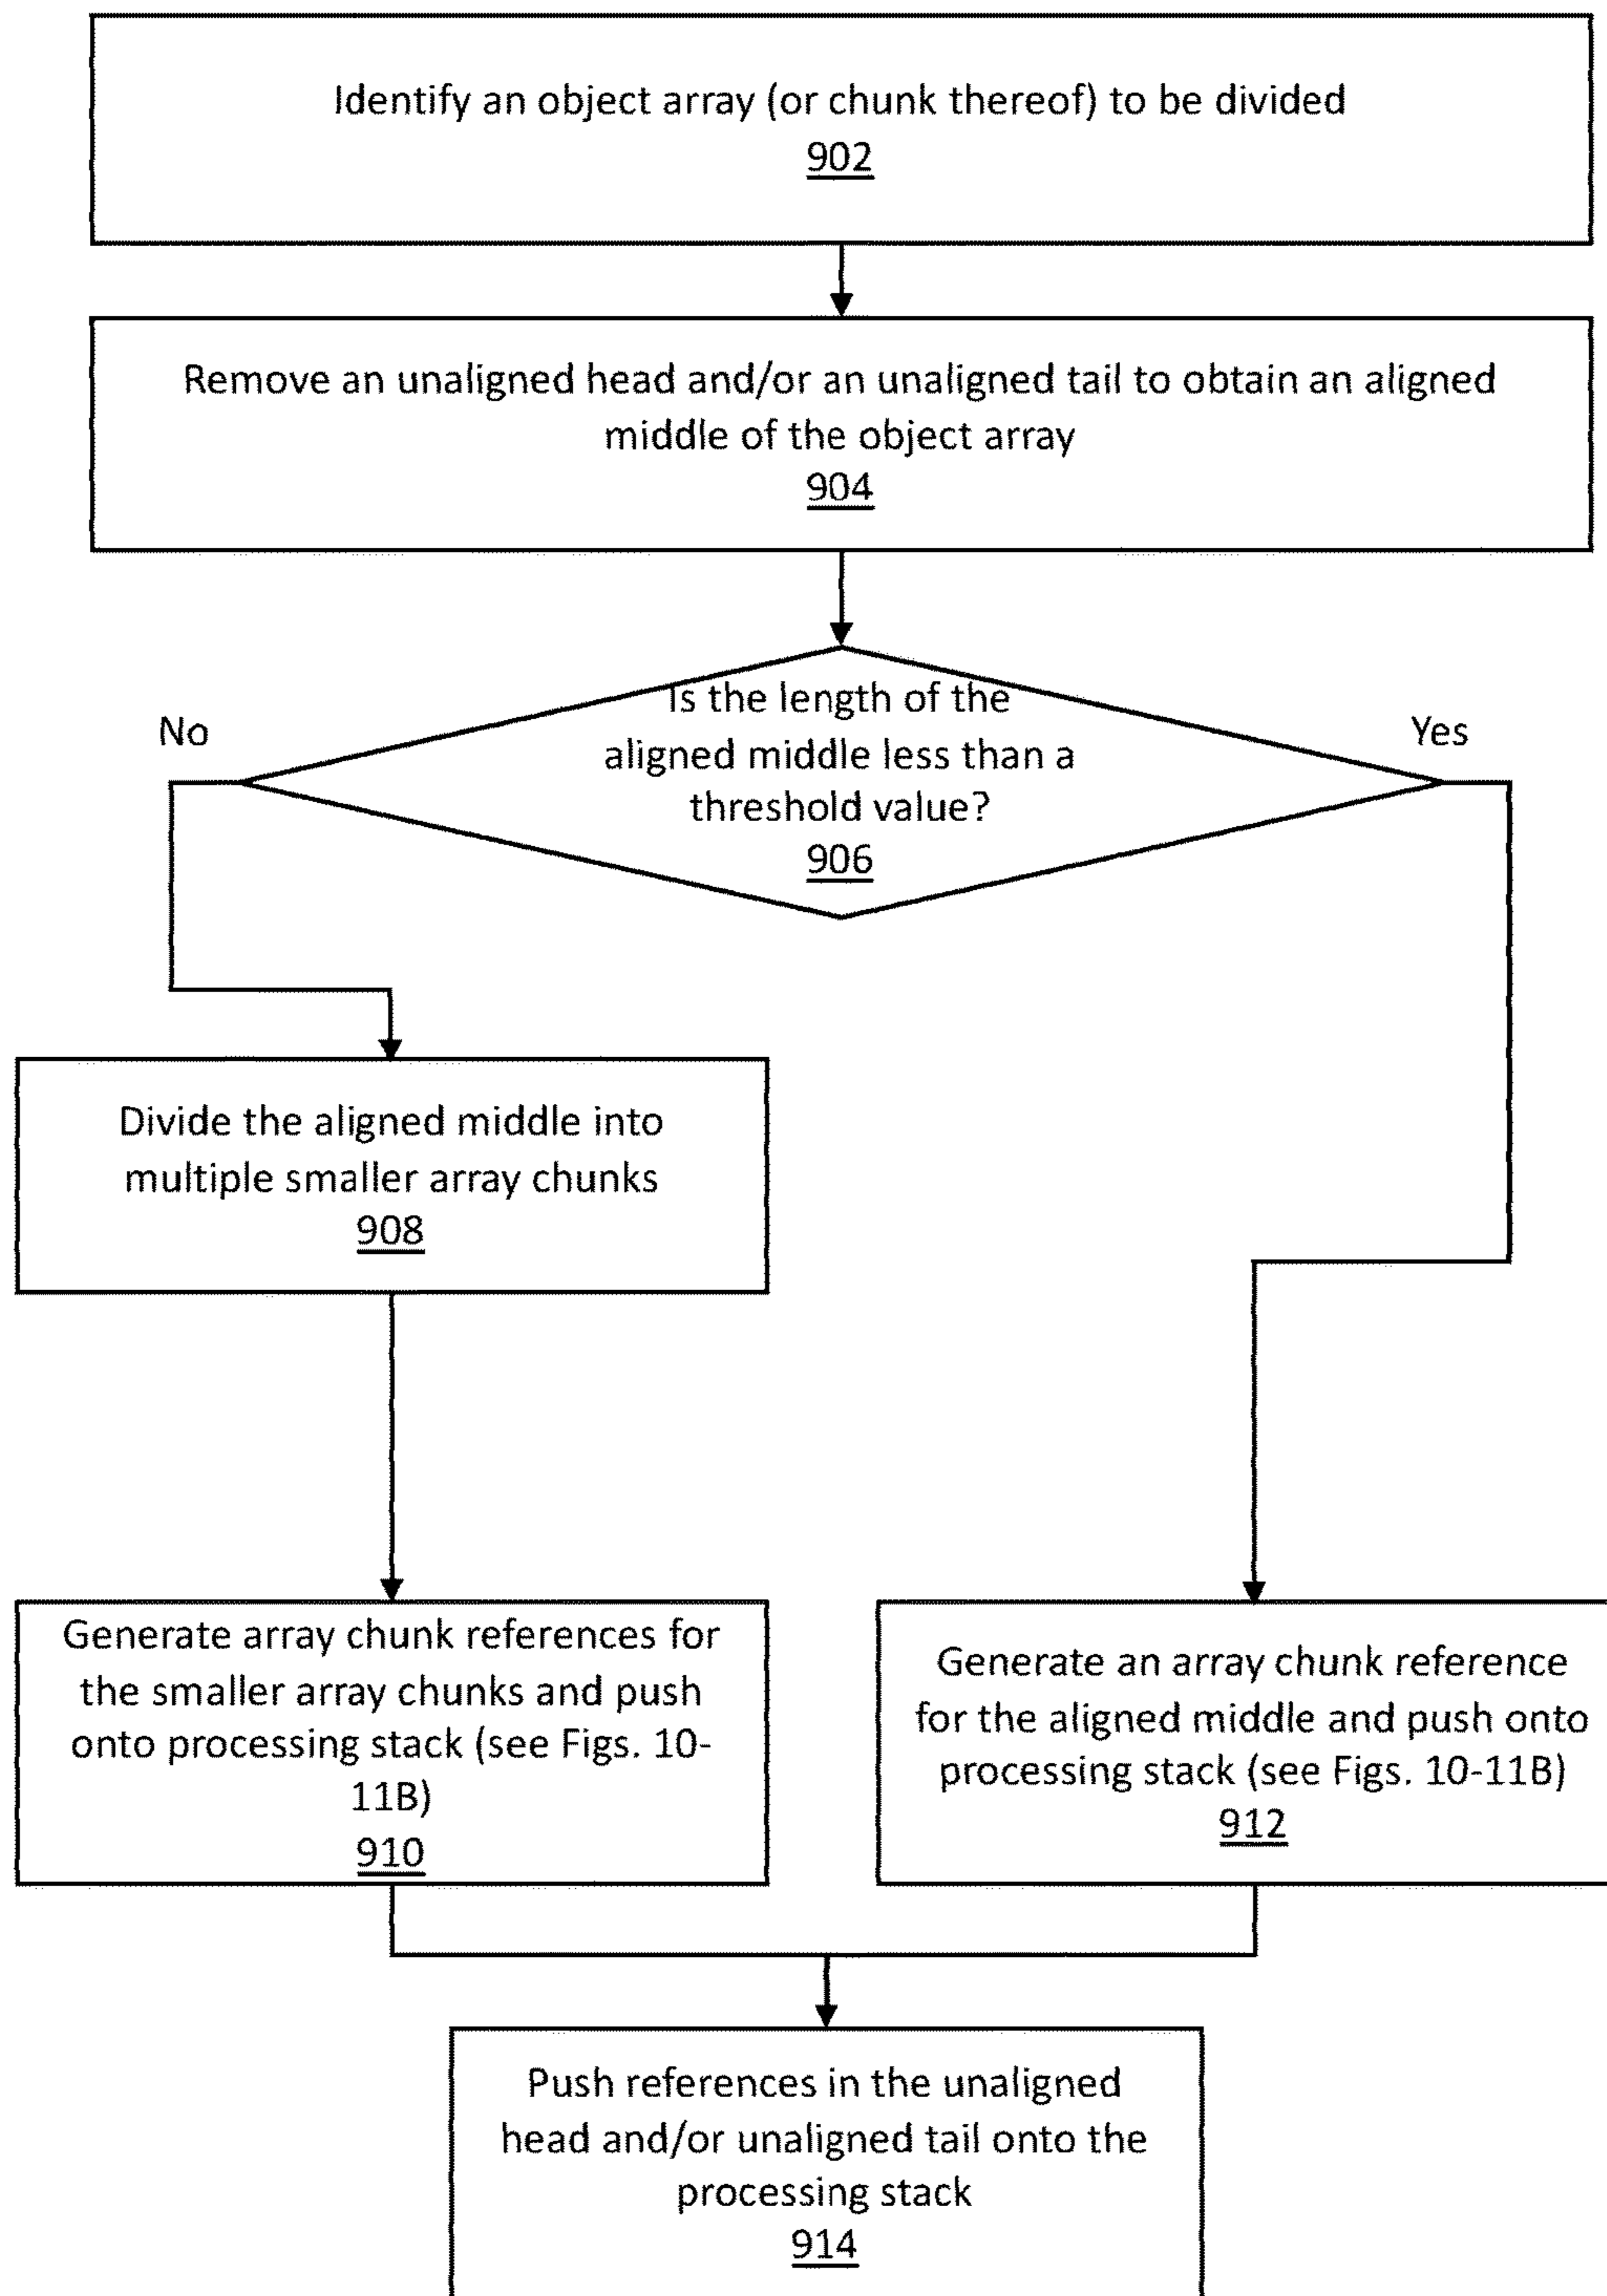 Identify an object array (or chunk thereof) to be divided
902
Remove an unaligned head and/or an unaligned tail to obtain an aligned
middle of the object array
904
Is the length of the
aligned middle less than a
threshold value?
906
No
Yes
Divide the aligned middle into
multiple smaller array chunks
908
Generate array chunk references for
the smaller array chunks and push
onto processing stack (see Figs. 10-
11B)
910
Generate an array chunk reference
for the aligned middle and push onto
processing stack (see Figs. 10-11B)
912
Push references in the unaligned
head and/or unaligned tail onto the
processing stack
914